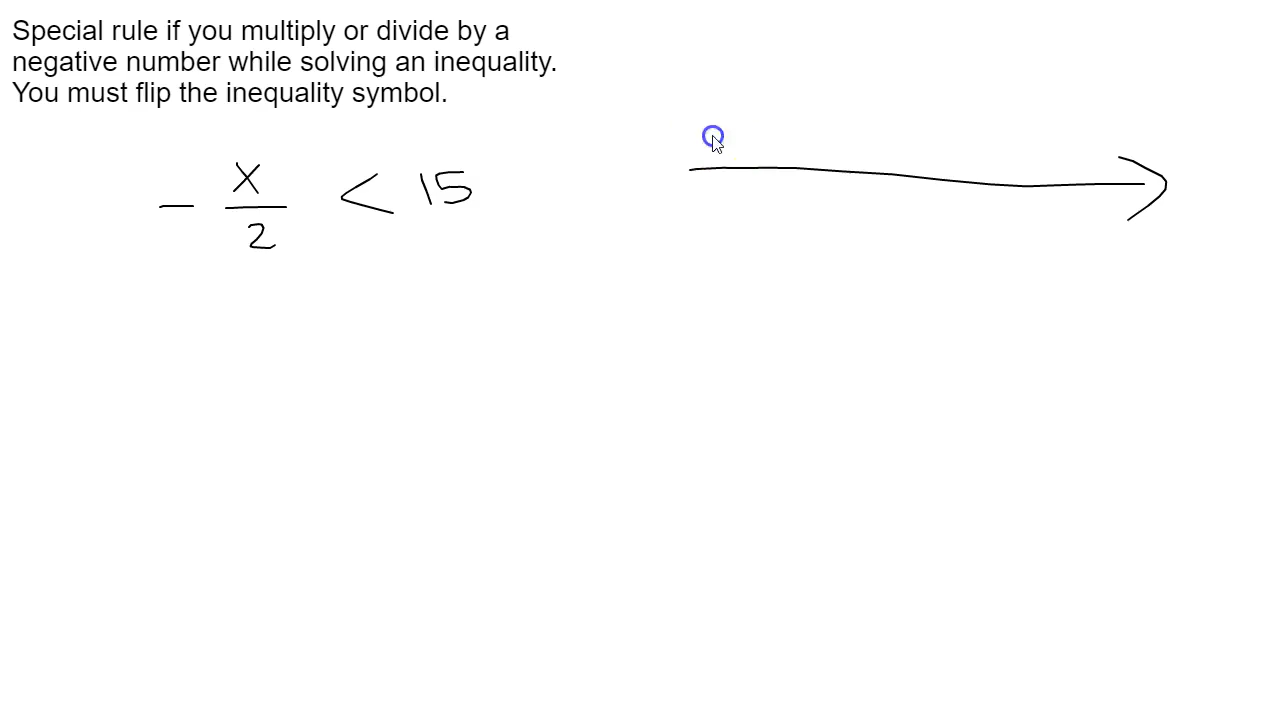 Special rule if you multiply or divide by a
negative number while solving an inequality.
You must flip the inequality symbol.
- x/2 < 15